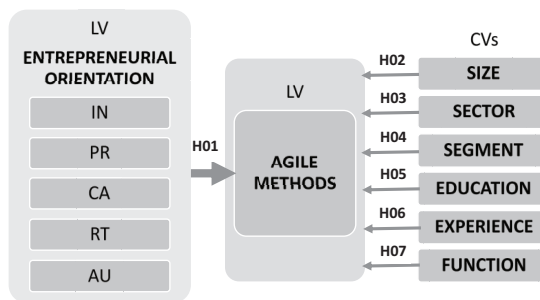 LV
ENTREPRENEURIAL
ORIENTATION
IN
PR
CA
RT
AU
H01
LV
AGILE
METHODS
CVs
H02
SIZE
H03
SECTOR
H04
SEGMENT
H05
EDUCATION
H06
EXPERIENCE
H07
FUNCTION